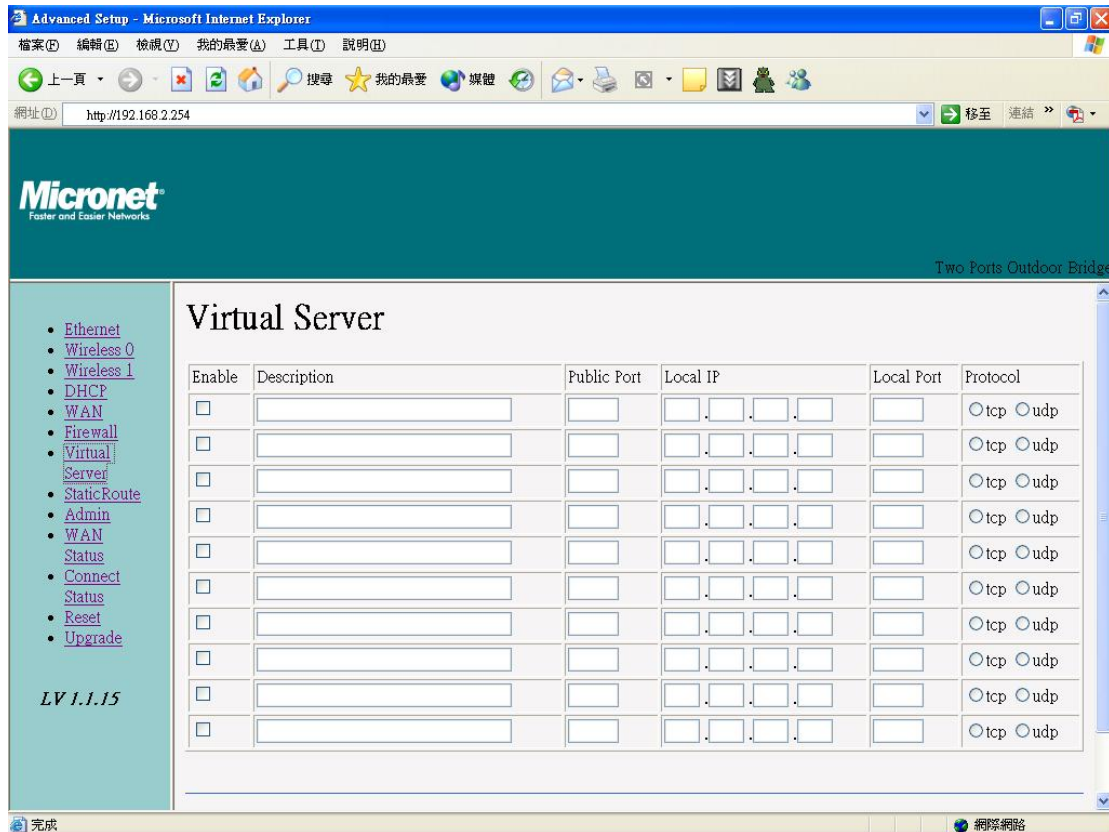 Advanced Setup - Microsoft Internet Explorer
檔案(F) 編輯(E) 檢視(V) 我的最愛(A) 工具(T) 說明(H)
上一頁 搜尋 我的最愛 媒體
網址(D) http://192.168.2.254 移至 連結 »
Micronet®
Faster and Easier Networks
Two Ports Outdoor Bridge
Ethernet
Wireless 0
Wireless 1
DHCP
WAN
Firewall
Virtual
Server
StaticRoute
Admin
WAN
Status
Connect
Status
Reset
Upgrade
LV 1.1.15
Virtual Server
Enable Description Public Port Local IP Local Port Protocol
. . . tcp udp
. . . tcp udp
. . . tcp udp
. . . tcp udp
. . . tcp udp
. . . tcp udp
. . . tcp udp
. . . tcp udp
. . . tcp udp
. . . tcp udp
完成 網際網路